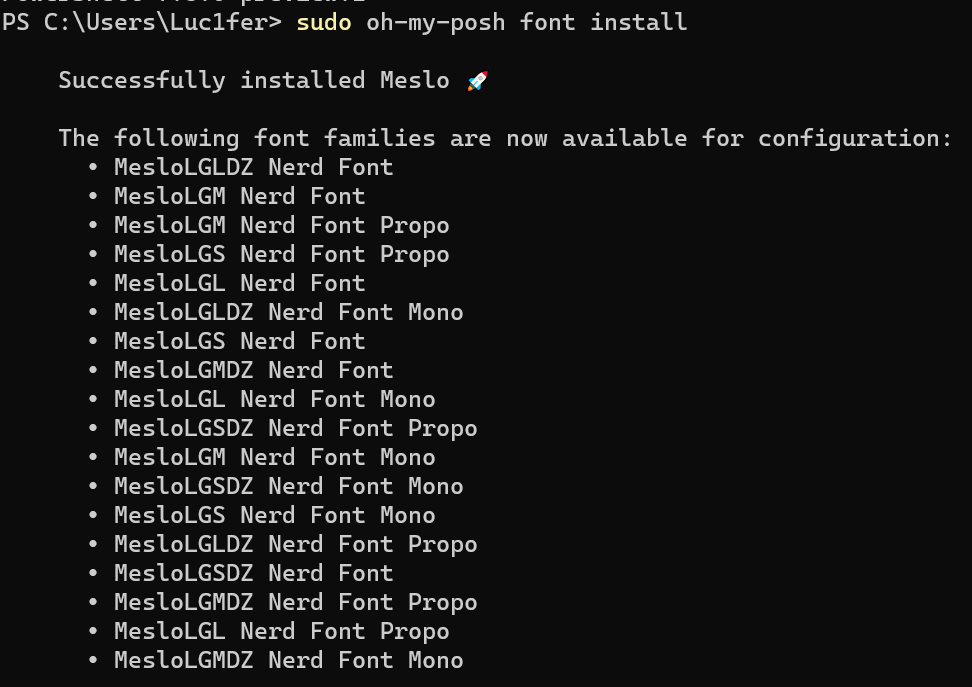 PS C:\Users\Luc1fer> sudo oh-my-posh font install
Successfully installed Meslo 🚀
The following font families are now available for configuration:
• MesloLGLDZ Nerd Font
• MesloLGM Nerd Font
• MesloLGM Nerd Font Propo
• MesloLGS Nerd Font Propo
• MesloLGL Nerd Font
• MesloLGLDZ Nerd Font Mono
• MesloLGS Nerd Font
• MesloLGMDZ Nerd Font
• MesloLGL Nerd Font Mono
• MesloLGSDZ Nerd Font Propo
• MesloLGM Nerd Font Mono
• MesloLGSDZ Nerd Font Mono
• MesloLGS Nerd Font Mono
• MesloLGLDZ Nerd Font Propo
• MesloLGSDZ Nerd Font
• MesloLGMDZ Nerd Font Propo
• MesloLGL Nerd Font Propo
• MesloLGMDZ Nerd Font Mono